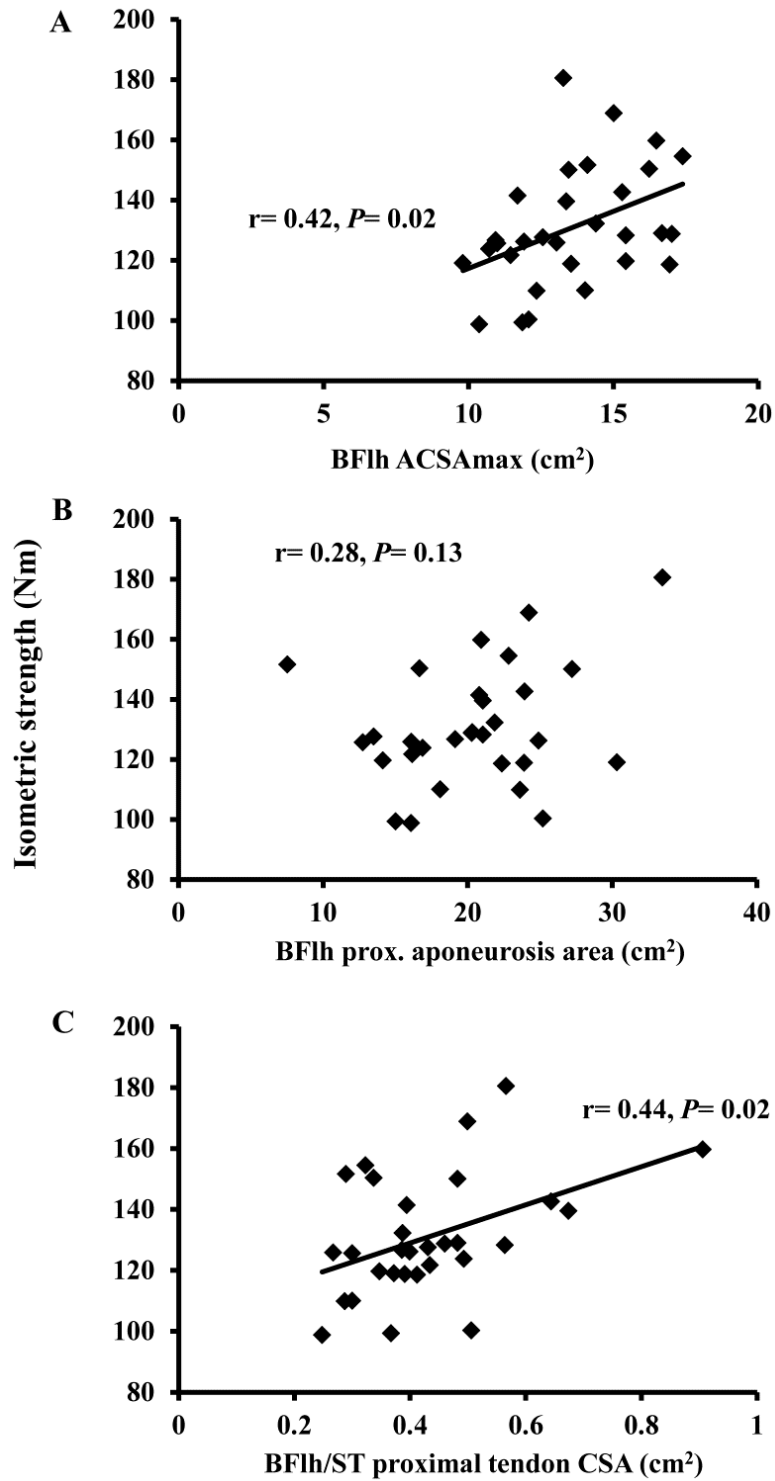 A
200
180
160
140
120
100
80
r= 0.42, P= 0.02
0 5 10 15 20
BFlh ACSAmax (cm²)
Isometric strength (Nm)
B
200
180
160
140
120
100
80
r= 0.28, P= 0.13
0 10 20 30 40
BFlh prox. aponeurosis area (cm²)
C
200
180
160
140
120
100
80
r= 0.44, P= 0.02
0 0.2 0.4 0.6 0.8 1
BFlh/ST proximal tendon CSA (cm²)